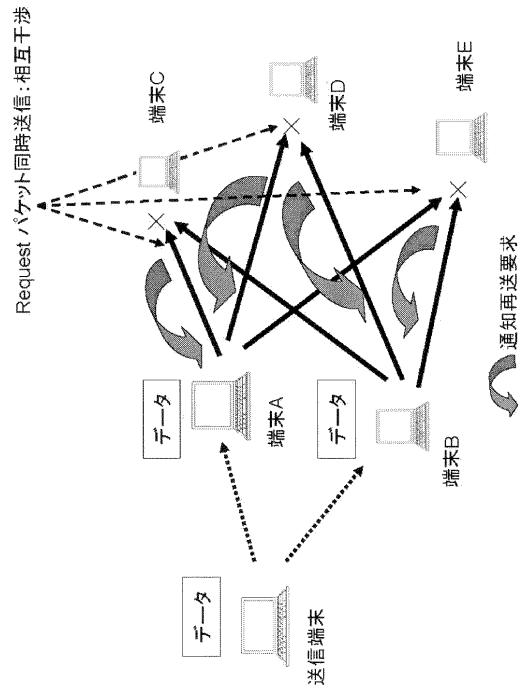 Request パケット同時送信:相互干渉
端末C
端末D
端末E
データ
端末A
データ
端末B
データ
送信端末
通知再送要求